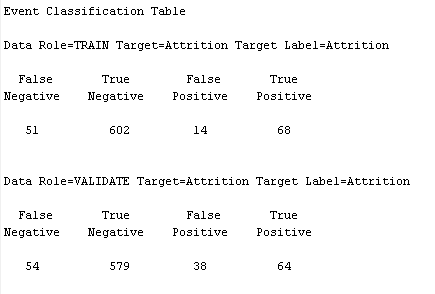 Event Classification Table
Data Role=TRAIN Target=Attrition Target Label=Attrition
False True False True
Negative Negative Positive Positive
51 602 14 68
Data Role=VALIDATE Target=Attrition Target Label=Attrition
False True False True
Negative Negative Positive Positive
54 579 38 64